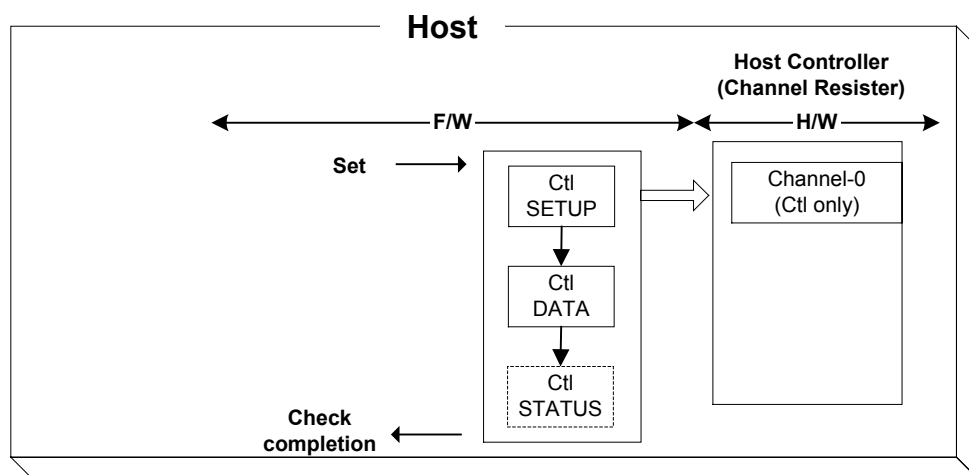 Host
Host Controller
(Channel Resister)
F/W
H/W
Set
Ctl
SETUP
Channel-0
(Ctl only)
Ctl
DATA
Ctl
STATUS
Check
completion